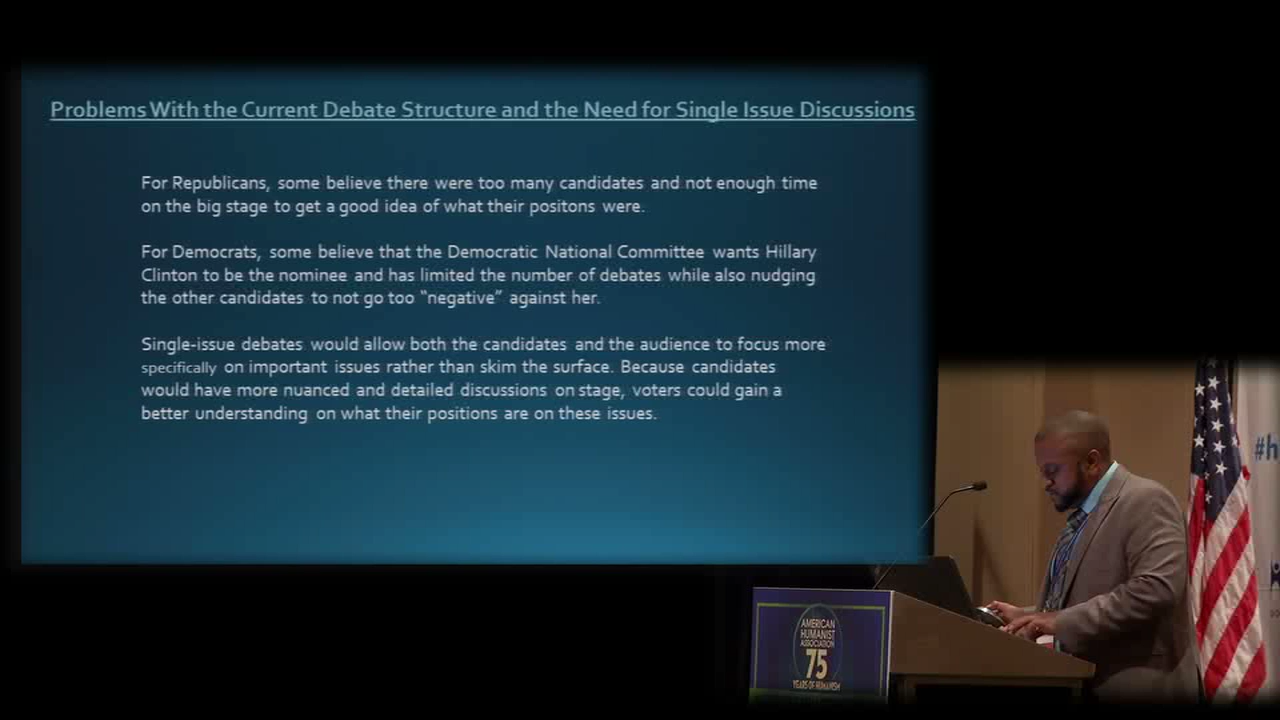 Problems With the Current Debate Structure and the Need for Single Issue Discussions
For Republicans, some believe there were too many candidates and not enough time
on the big stage to get a good idea of what their positons were.
For Democrats, some believe that the Democratic National Committee wants Hillary
Clinton to be the nominee and has limited the number of debates while also nudging
the other candidates to not go too “negative” against her.
Single-issue debates would allow both the candidates and the audience to focus more
specifically on important issues rather than skim the surface. Because candidates
would have more nuanced and detailed discussions on stage, voters could gain a
better understanding on what their positions are on these issues.
#h
AMERICAN
HUMANIST
ASSOCIATION
75
YEARS OF HUMANISM